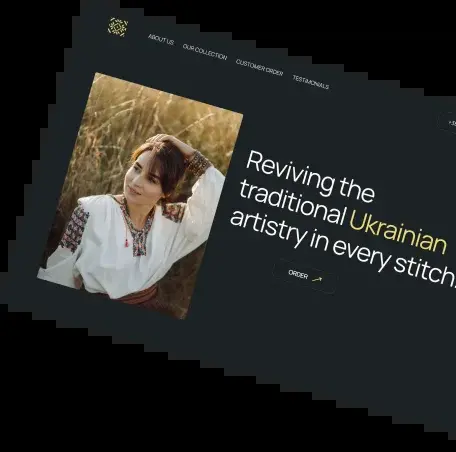 ABOUT US
OUR COLLECTION
CUSTOMER ORDER
TESTIMONIALS
Reviving the
traditional Ukrainian
artistry in every stitch.
ORDER